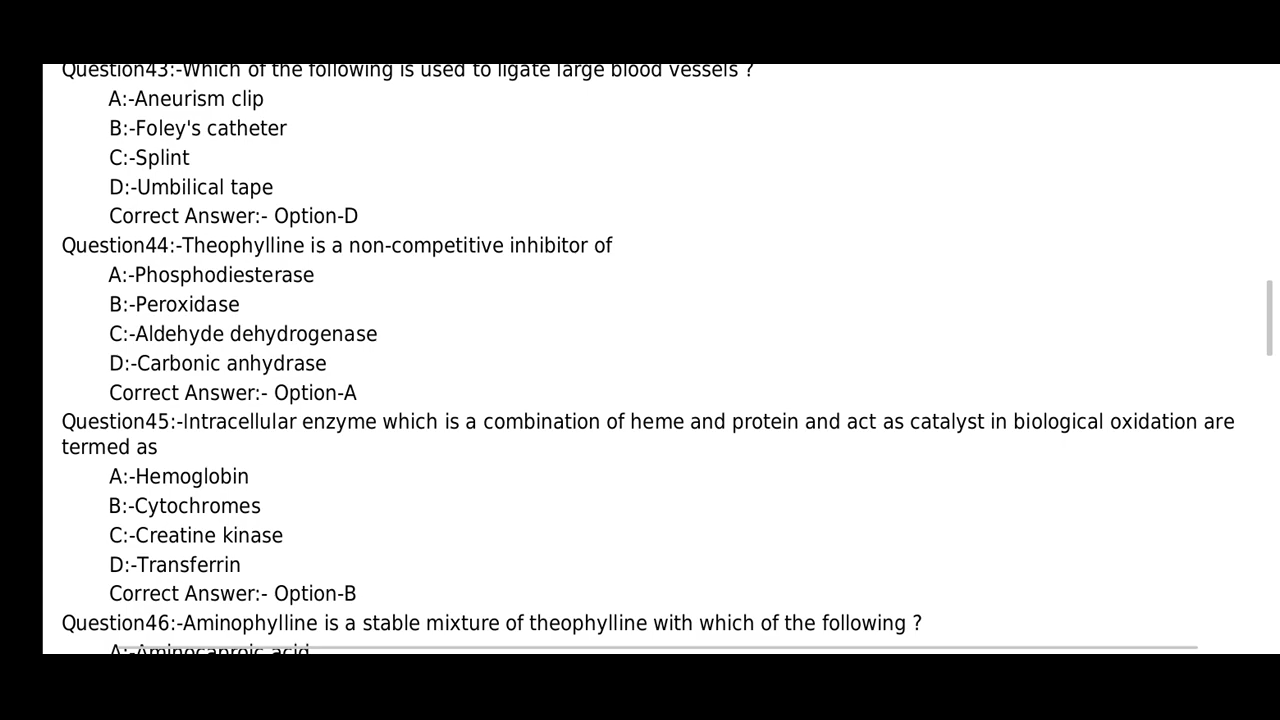 Question43:-Which of the following is used to ligate large blood vessels ?
A:-Aneurism clip
B:-Foley's catheter
C:-Splint
D:-Umbilical tape
Correct Answer:- Option-D
Question44:-Theophylline is a non-competitive inhibitor of
A:-Phosphodiesterase
B:-Peroxidase
C:-Aldehyde dehydrogenase
D:-Carbonic anhydrase
Correct Answer:- Option-A
Question45:-Intracellular enzyme which is a combination of heme and protein and act as catalyst in biological oxidation are
termed as
A:-Hemoglobin
B:-Cytochromes
C:-Creatine kinase
D:-Transferrin
Correct Answer:- Option-B
Question46:-Aminophylline is a stable mixture of theophylline with which of the following ?
A:-Aminocaproic acid